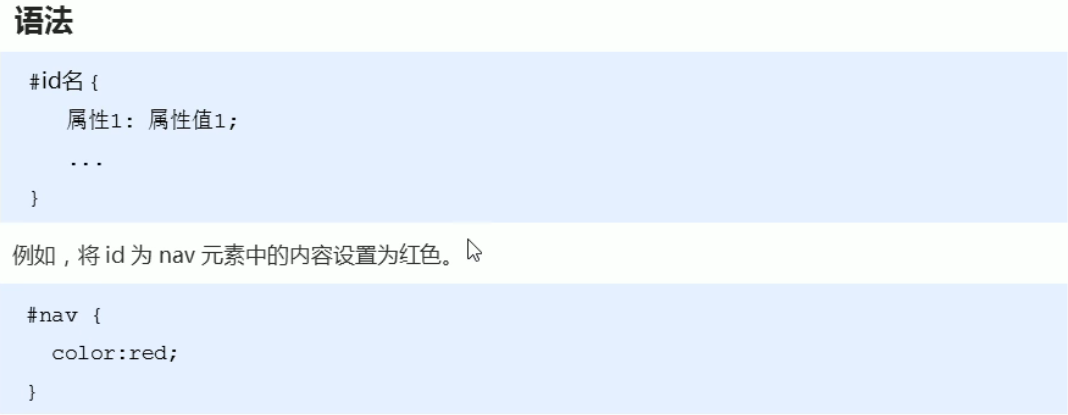 语法
#id名 {
属性1: 属性值1;
...
}
例如，将 id 为 nav 元素中的内容设置为红色。
#nav {
color:red;
}